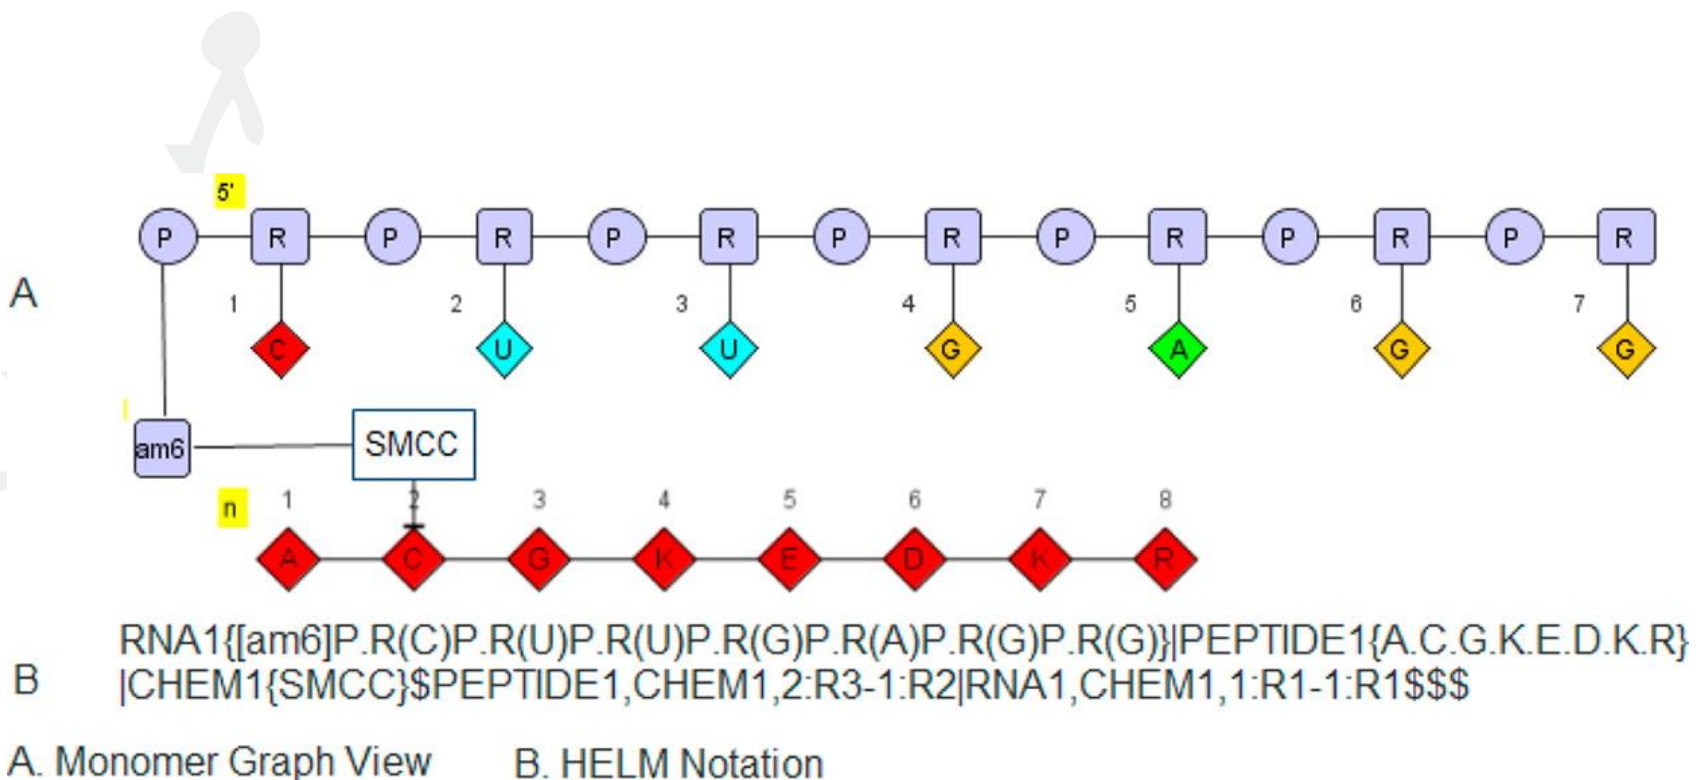 5'
P R P R P R P R P R P R P R
A
1 2 3 4 5 6 7
C U U G A G G
am6 SMCC
n 1 2 3 4 5 6 7 8
A C G K E D K R
RNA1{[am6]P.R(C)P.R(U)P.R(U)P.R(G)P.R(A)P.R(G)P.R(G)}|PEPTIDE1{A.C.G.K.E.D.K.R}
B |CHEM1{SMCC}$PEPTIDE1,CHEM1,2:R3-1:R2|RNA1,CHEM1,1:R1-1:R1$$$
A. Monomer Graph View B. HELM Notation